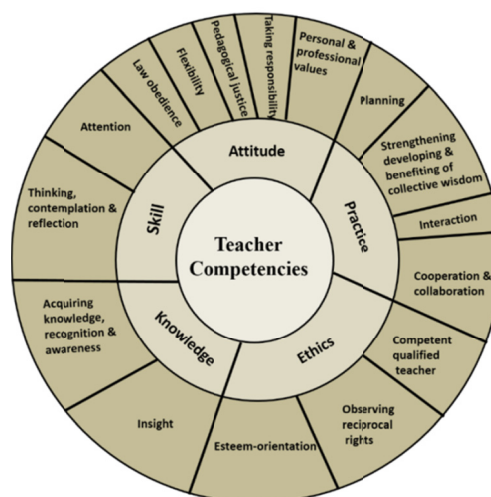 Teacher
Competencies
Attitude
Practice
Ethics
Knowledge
Skill
Law obedience
Flexibility
Pedagogical justice
Taking responsibility
Personal &
professional
values
Planning
Strengthening
developing &
benefiting of
collective wisdom
Interaction
Cooperation &
collaboration
Competent
qualified
teacher
Observing
reciprocal
rights
Esteem-orientation
Insight
Acquiring
knowledge,
recognition &
awareness
Thinking,
contemplation &
reflection
Attention